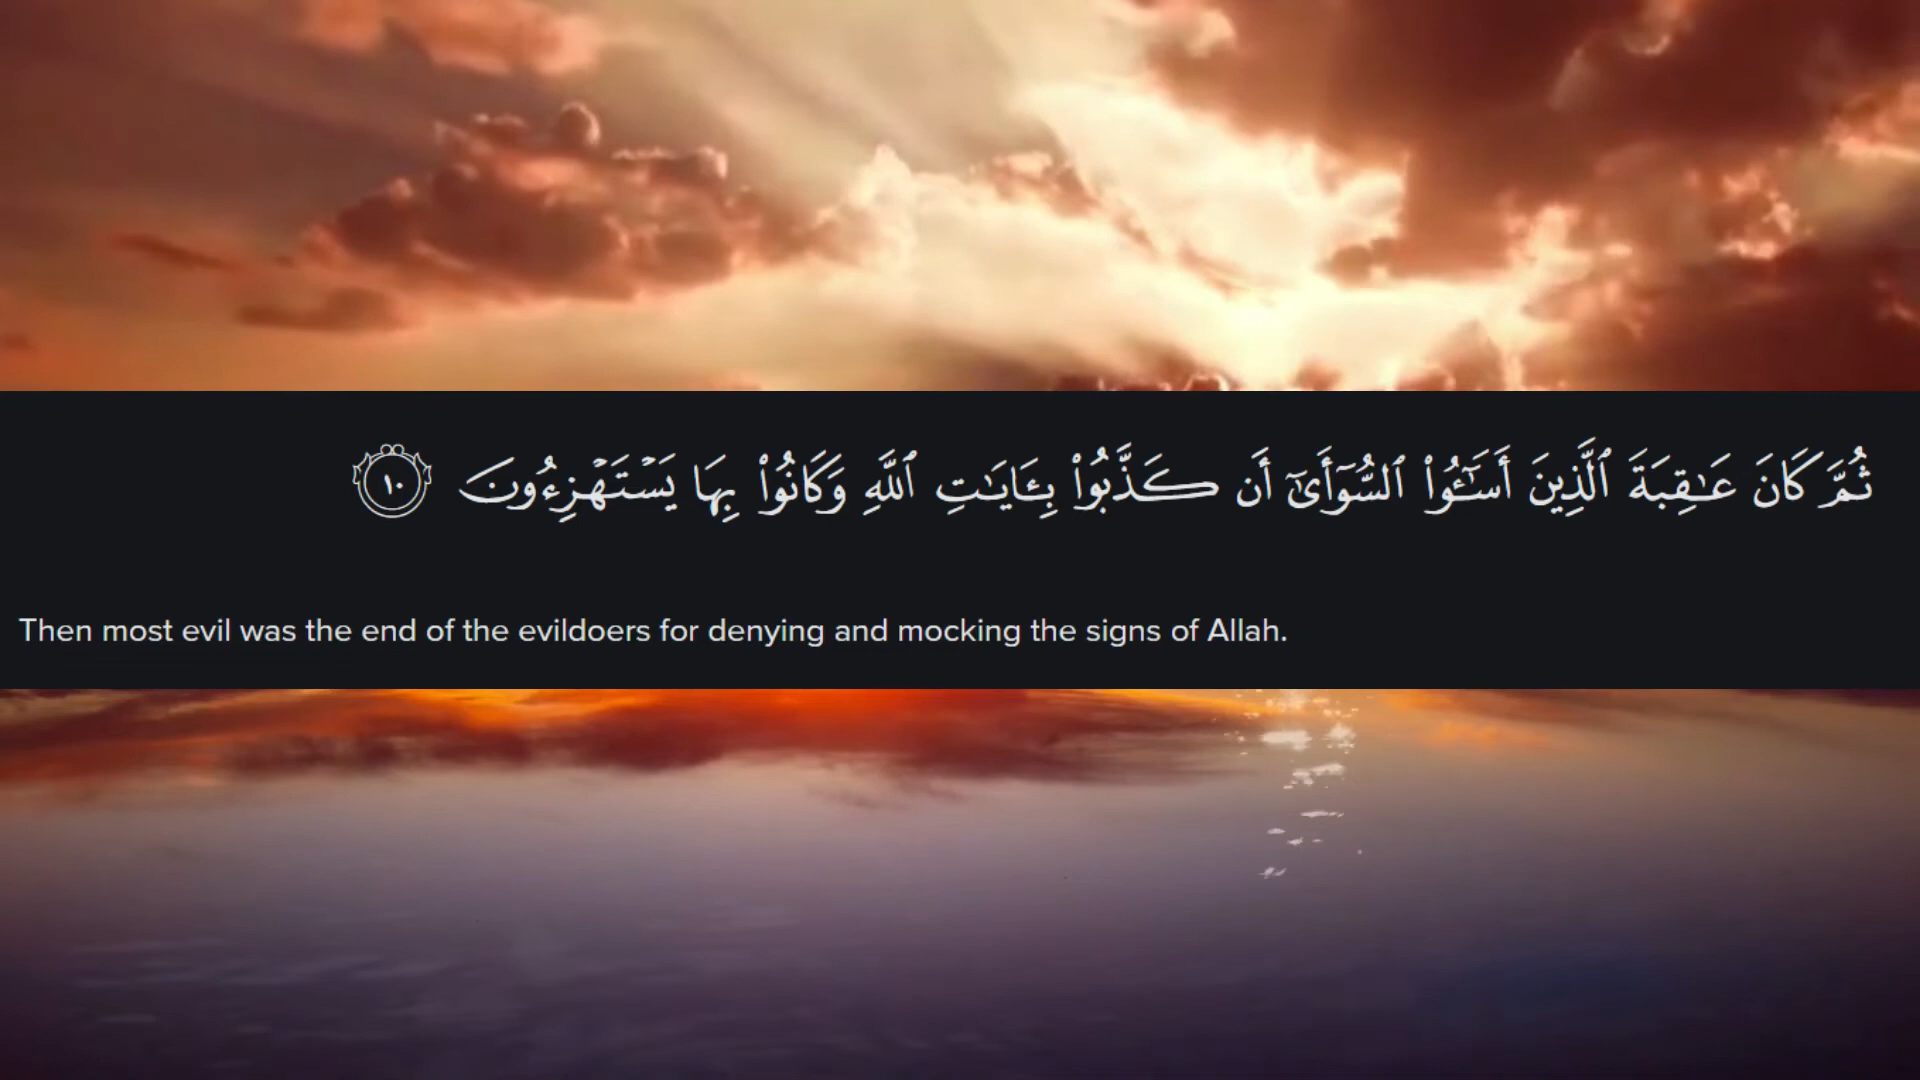 ثُمَّ كَانَ عَـٰقِبَةَ ٱلَّذِينَ أَسَـٰٓـُٔوا۟ ٱلسُّوٓأَىٰٓ أَن كَذَّبُوا۟ بِـَٔايَـٰتِ ٱللَّهِ وَكَانُوا۟ بِهَا يَسْتَهْزِءُونَ ١٠
Then most evil was the end of the evildoers for denying and mocking the signs of Allah.